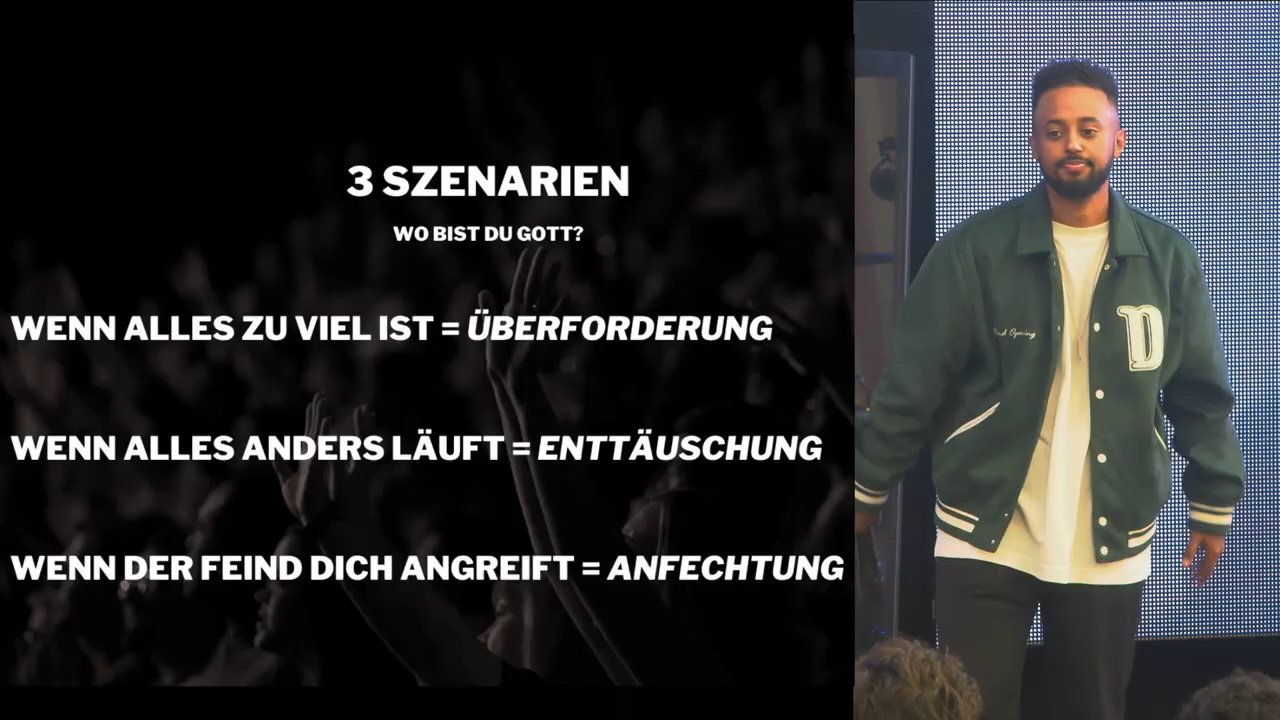 3 SZENARIEN
WO BIST DU GOTT?
WENN ALLES ZU VIEL IST = ÜBERFORDERUNG
WENN ALLES ANDERS LÄUFT = ENTTÄUSCHUNG
WENN DER FEIND DICH ANGREIFT = ANFECHTUNG
D